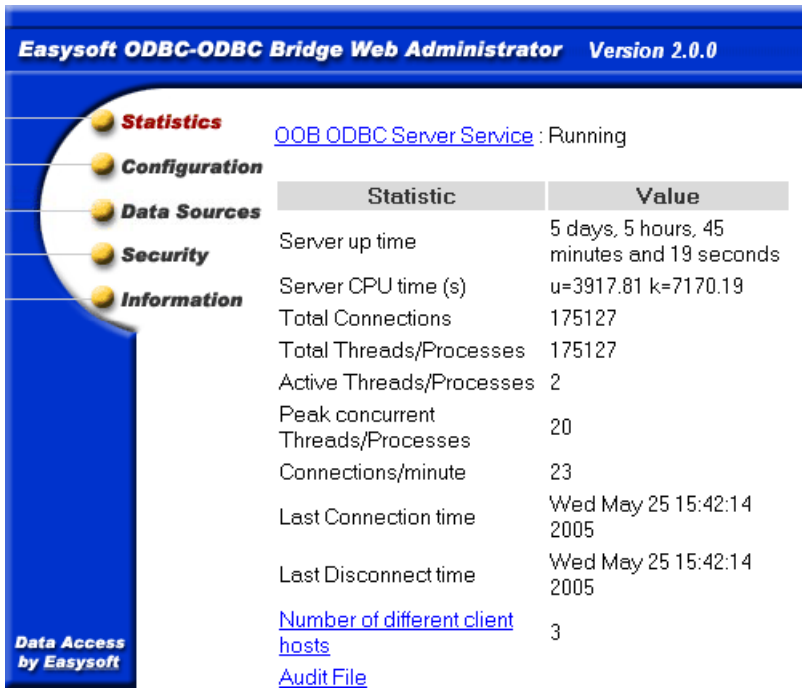 Easysoft ODBC-ODBC Bridge Web Administrator Version 2.0.0
Statistics
Configuration
Data Sources
Security
Information
OOB ODBC Server Service : Running
Statistic Value
Server up time 5 days, 5 hours, 45
minutes and 19 seconds
Server CPU time (s) u=3917.81 k=7170.19
Total Connections 175127
Total Threads/Processes 175127
Active Threads/Processes 2
Peak concurrent
Threads/Processes 20
Connections/minute 23
Last Connection time Wed May 25 15:42:14
2005
Last Disconnect time Wed May 25 15:42:14
2005
Number of different client
hosts 3
Audit File
Data Access
by Easysoft